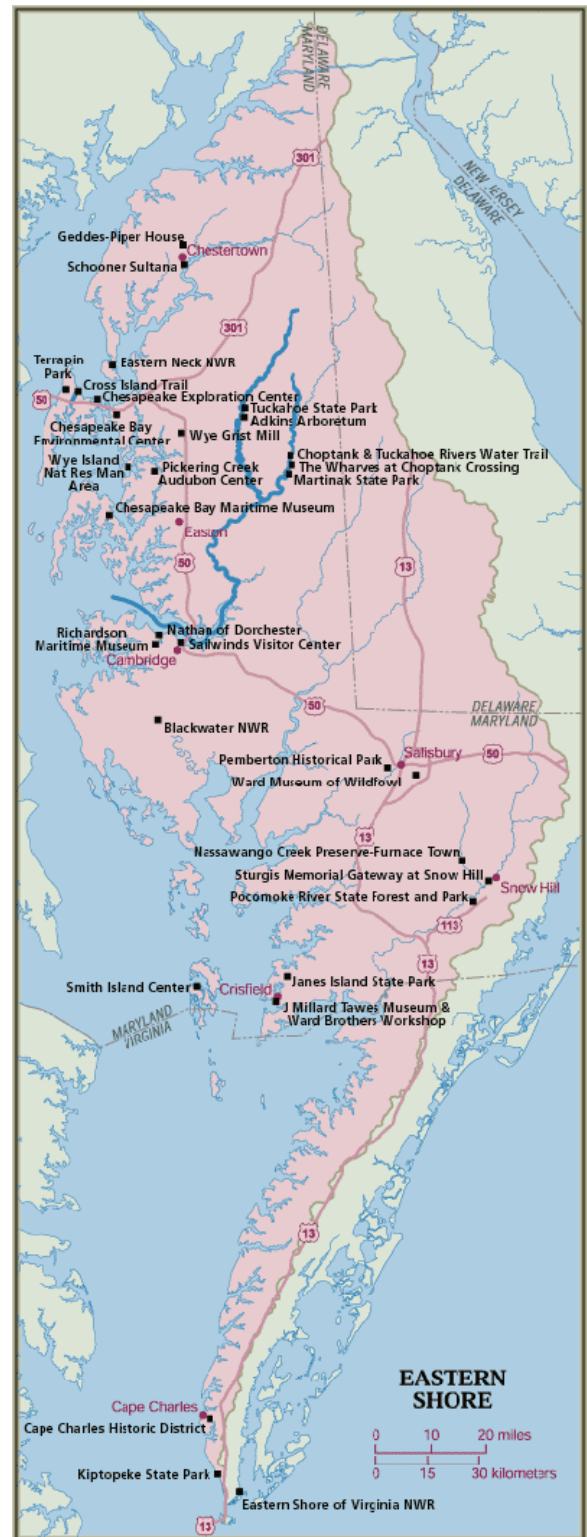 DELAWARE
MARYLAND
301
NEW JERSEY
DELAWARE
Geddes-Piper House
Chestertown
Schooner Sultana
301
Terrapin
Park
Eastern Neck NWR
Cross Island Trail
50
Chesapeake Exploration Center
Tuckahoe State Park
Adkins Arboretum
Chesapeake Bay
Environmental Center
Wye Grist Mill
Choptank & Tuckahoe Rivers Water Trail
Wye Island
Nat Res Man
Area
Pickering Creek
Audubon Center
The Wharves at Choptank Crossing
Martinak State Park
Chesapeake Bay Maritime Museum
Easton
50
13
Richardson
Maritime Museum
Nathan of Dorchester
Sailwinds Visitor Center
Cambridge
50
DELAWARE
MARYLAND
Blackwater NWR
Pemberton Historical Park
Salisbury
50
Ward Museum of Wildfowl
13
Nassawango Creek Preserve-Furnace Town
Sturgis Memorial Gateway at Snow Hill
Snow Hill
Pocomoke River State Forest and Park
113
13
Smith Island Center
Crisfield
Janes Island State Park
J Millard Tawes Museum &
Ward Brothers Workshop
MARYLAND
VIRGINIA
13
EASTERN
SHORE
Cape Charles
Cape Charles Historic District
0 10 20 miles
0 15 30 kilometers
Kiptopeke State Park
Eastern Shore of Virginia NWR
13